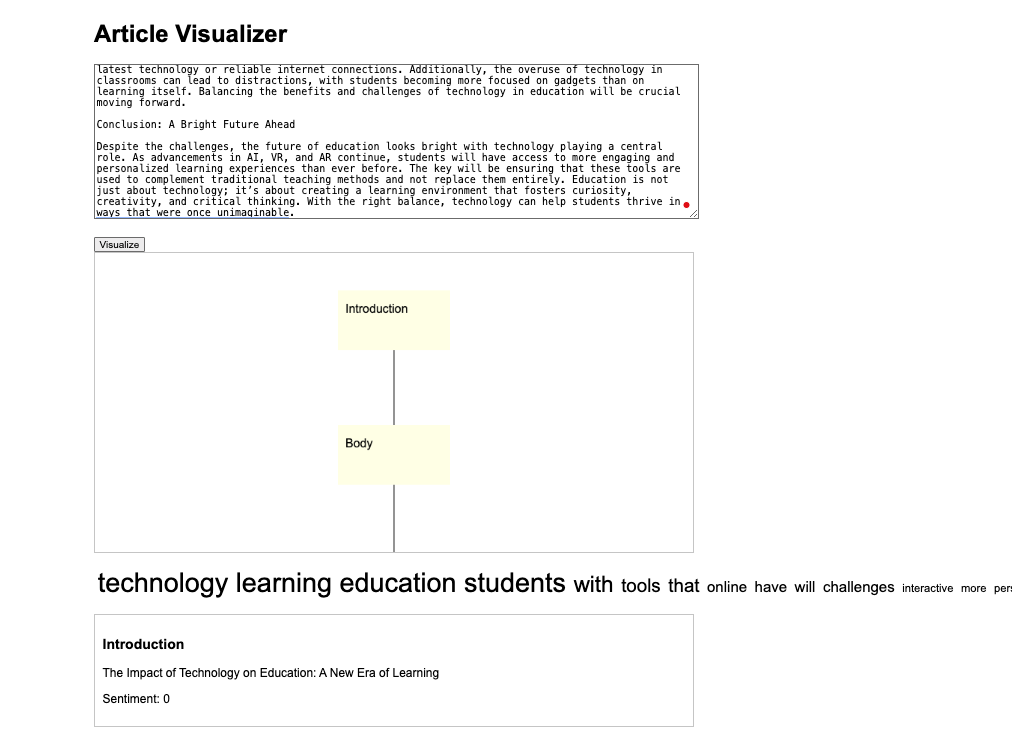 Article Visualizer
latest technology or reliable internet connections. Additionally, the overuse of technology in
classrooms can lead to distractions, with students becoming more focused on gadgets than on
learning itself. Balancing the benefits and challenges of technology in education will be crucial
moving forward.
Conclusion: A Bright Future Ahead
Despite the challenges, the future of education looks bright with technology playing a central
role. As advancements in AI, VR, and AR continue, students will have access to more engaging and
personalized learning experiences than ever before. The key will be ensuring that these tools are
used to complement traditional teaching methods and not replace them entirely. Education is not
just about technology; it’s about creating a learning environment that fosters curiosity,
creativity, and critical thinking. With the right balance, technology can help students thrive in
ways that were once unimaginable.
Visualize
Introduction
Body
technology learning education students with tools that online have will challenges interactive more pers
Introduction
The Impact of Technology on Education: A New Era of Learning
Sentiment: 0